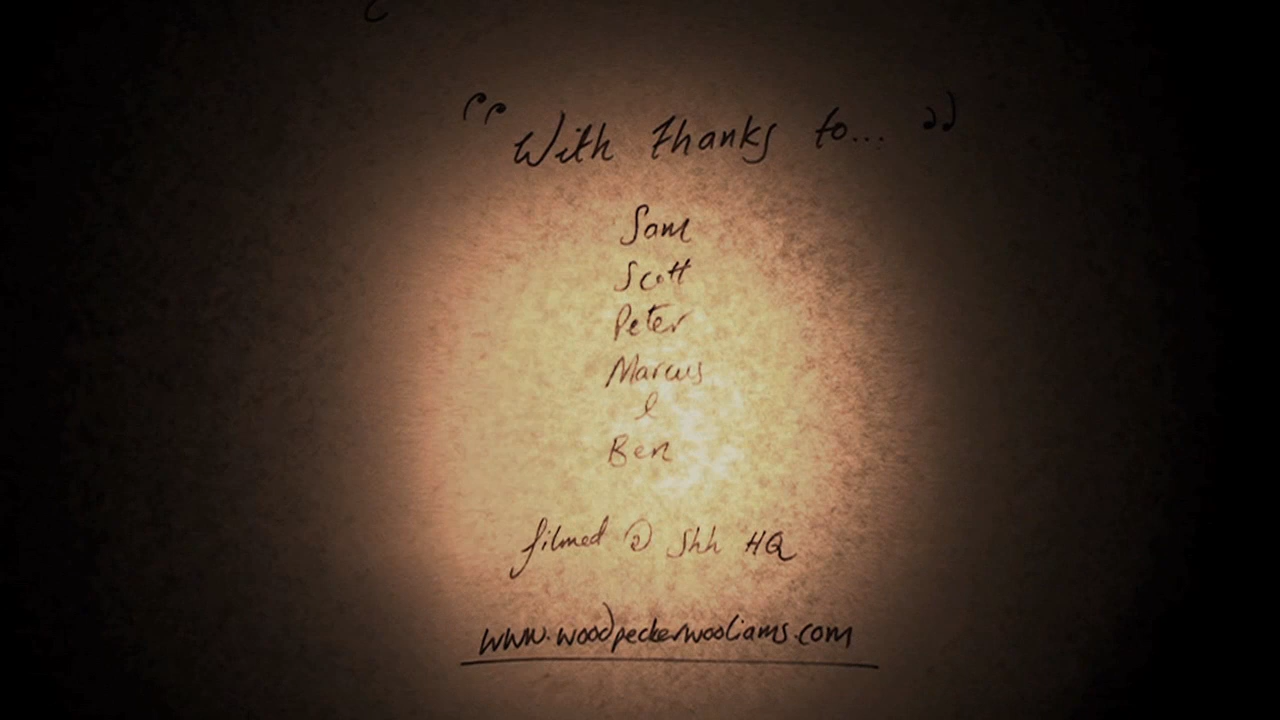 "With thanks to... "
Sam
Scott
Peter
Marcus
&
Ben
filmed @ Shh HQ
www.woodpeckerwooliams.com